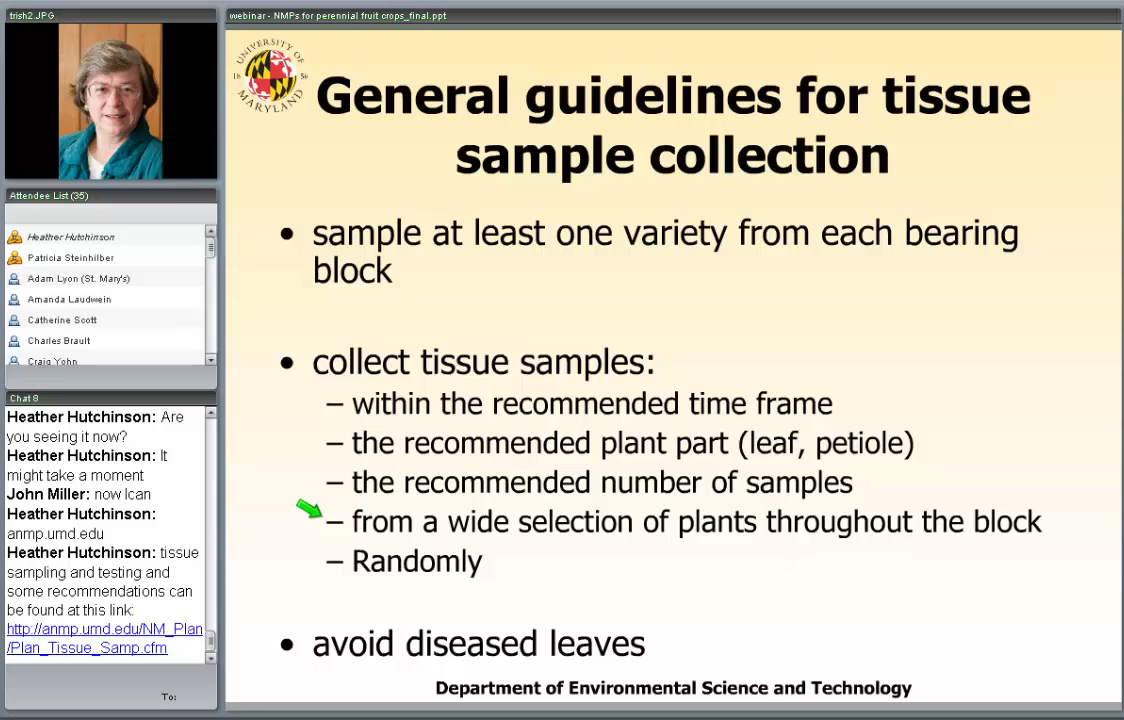 trish2.JPG
Attendee List (35)
Heather Hutchinson
Patricia Steinhilber
Adam Lyon (St. Mary's)
Amanda Laudwein
Catherine Scott
Charles Brault
Craig Yohn
Chat 8
Heather Hutchinson: Are
you seeing it now?
Heather Hutchinson: It
might take a moment
John Miller: now Ican
Heather Hutchinson:
anmp.umd.edu
Heather Hutchinson: tissue
sampling and testing and
some recommendations can
be found at this link:
http://anmp.umd.edu/NM_Plan
/Plan_Tissue_Samp.cfm
To:
webinar - NMPs for perennial fruit crops_final.ppt
UNIVERSITY OF
18 56
MARYLAND
General guidelines for tissue
sample collection
• sample at least one variety from each bearing
block
• collect tissue samples:
– within the recommended time frame
– the recommended plant part (leaf, petiole)
– the recommended number of samples
– from a wide selection of plants throughout the block
– Randomly
• avoid diseased leaves
Department of Environmental Science and Technology